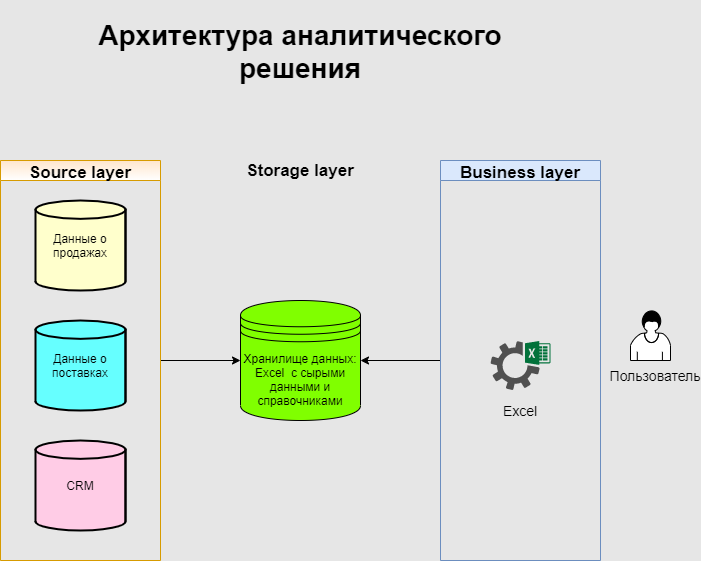 Архитектура аналитического
решения
Source layer
Storage layer
Business layer
Данные о
продажах
Данные о
поставках
CRM
Хранилище данных:
Excel с сырыми
данными и
справочниками
X
Excel
Пользователь